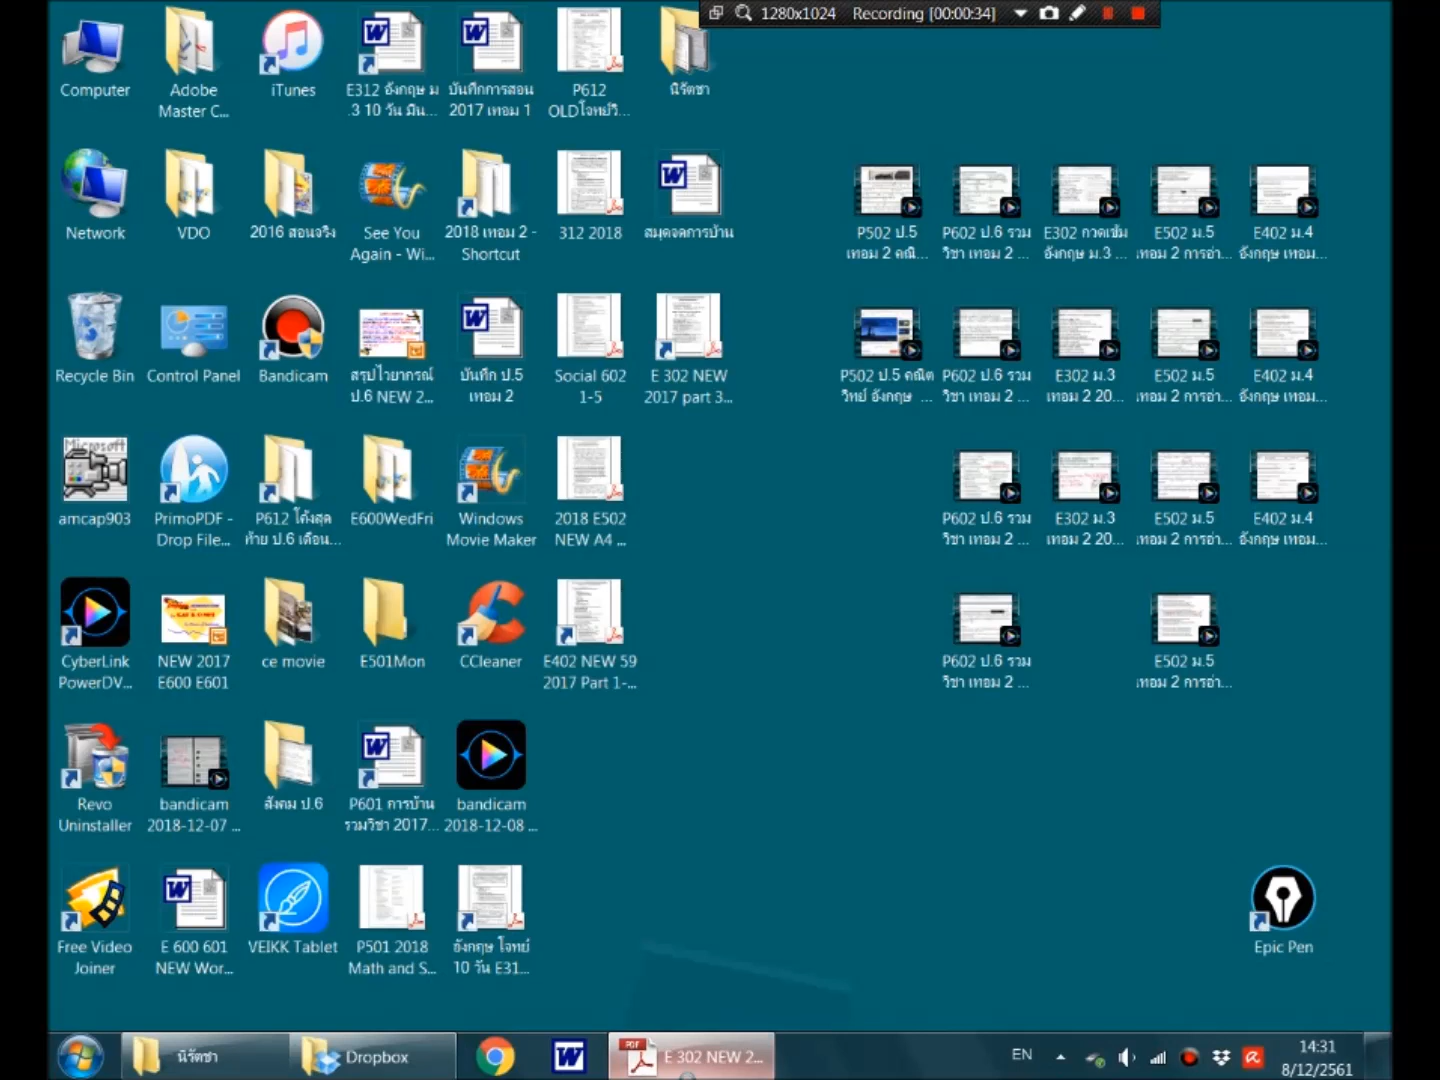 1280x1024 Recording [00:00:34]
Computer
Adobe
Master C...
iTunes
E312 อังกฤษ ม
.3 10 วัน มีน...
บันทึกการสอน
2017 เทอม 1
P612
OLDโจทย์วิ...
นิรัตชา
Network
VDO
2016 สอนจริง
See You
Again - Wi...
2018 เทอม 2 -
Shortcut
312 2018
สมุดจดการบ้าน
P502 ป.5
เทอม 2 คณิ...
P602 ป.6 รวม
วิชา เทอม 2 ...
E302 กวดเข้ม
อังกฤษ ม.3 ...
E502 ม.5
เทอม 2 การอ่า...
E402 ม.4
อังกฤษ เทอม...
Recycle Bin
Control Panel
Bandicam
สรุปไวยากรณ์
ป.6 NEW 2...
บันทึก ป.5
เทอม 2
Social 602
1-5
E 302 NEW
2017 part 3...
P502 ป.5 คณิต
วิทย์ อังกฤษ ...
P602 ป.6 รวม
วิชา เทอม 2 ...
E302 ม.3
เทอม 2 20...
E502 ม.5
เทอม 2 การอ่า...
E402 ม.4
อังกฤษ เทอม...
Microsoft
amcap903
PrimoPDF -
Drop File...
P612 โค้งสุด
ท้าย ป.6 เดือน...
E600WedFri
Windows
Movie Maker
2018 E502
NEW A4 ...
P602 ป.6 รวม
วิชา เทอม 2 ...
E302 ม.3
เทอม 2 20...
E502 ม.5
เทอม 2 การอ่า...
E402 ม.4
อังกฤษ เทอม...
CyberLink
PowerDV...
NEW 2017
E600 E601
ce movie
E501Mon
CCleaner
E402 NEW 59
2017 Part 1-...
P602 ป.6 รวม
วิชา เทอม 2 ...
E502 ม.5
เทอม 2 การอ่า...
Revo
Uninstaller
bandicam
2018-12-07 ...
สังคม ป.6
P601 การบ้าน
รวมวิชา 2017...
bandicam
2018-12-08 ...
Free Video
Joiner
E 600 601
NEW Wor...
VEIKK Tablet
P501 2018
Math and S...
อังกฤษ โจทย์
10 วัน E31...
Epic Pen
นิรัตชา
Dropbox
PDF
E 302 NEW 2...
EN
14:31
8/12/2561